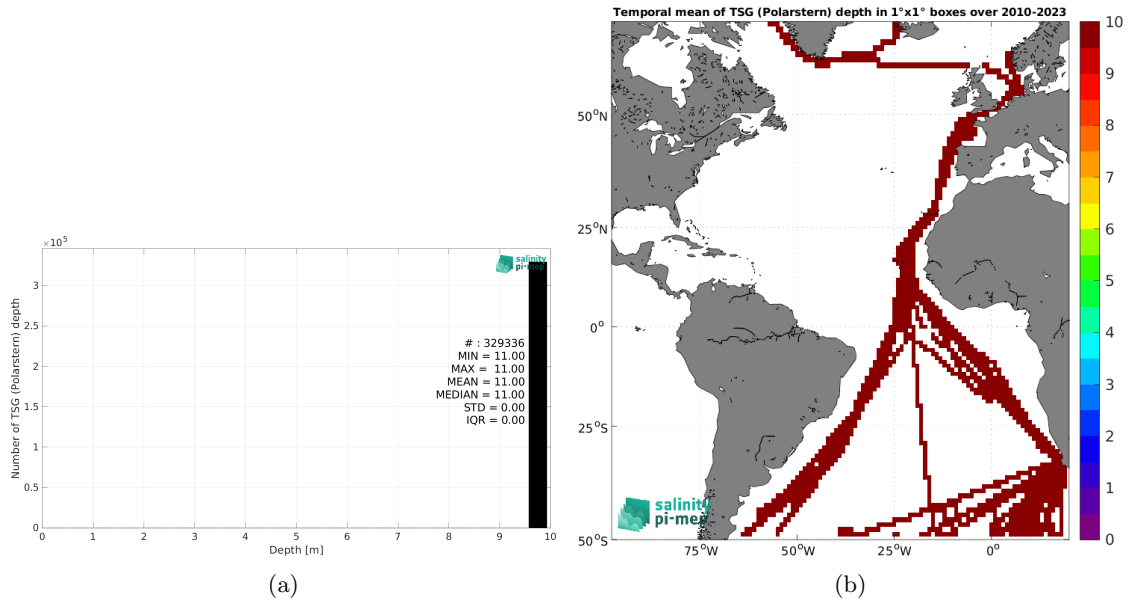 ×10⁵
3
2.5
2
1.5
1
0.5
0
Number of TSG (Polarstern) depth
salinity
pi-mep
# : 329336
MIN = 11.00
MAX = 11.00
MEAN = 11.00
MEDIAN = 11.00
STD = 0.00
IQR = 0.00
0 1 2 3 4 5 6 7 8 9 10
Depth [m]
(a)
Temporal mean of TSG (Polarstern) depth in 1°x1° boxes over 2010-2023
50°N
25°N
0°
25°S
50°S
salinity
pi-mep
75°W 50°W 25°W 0°
10
9
8
7
6
5
4
3
2
1
0
(b)